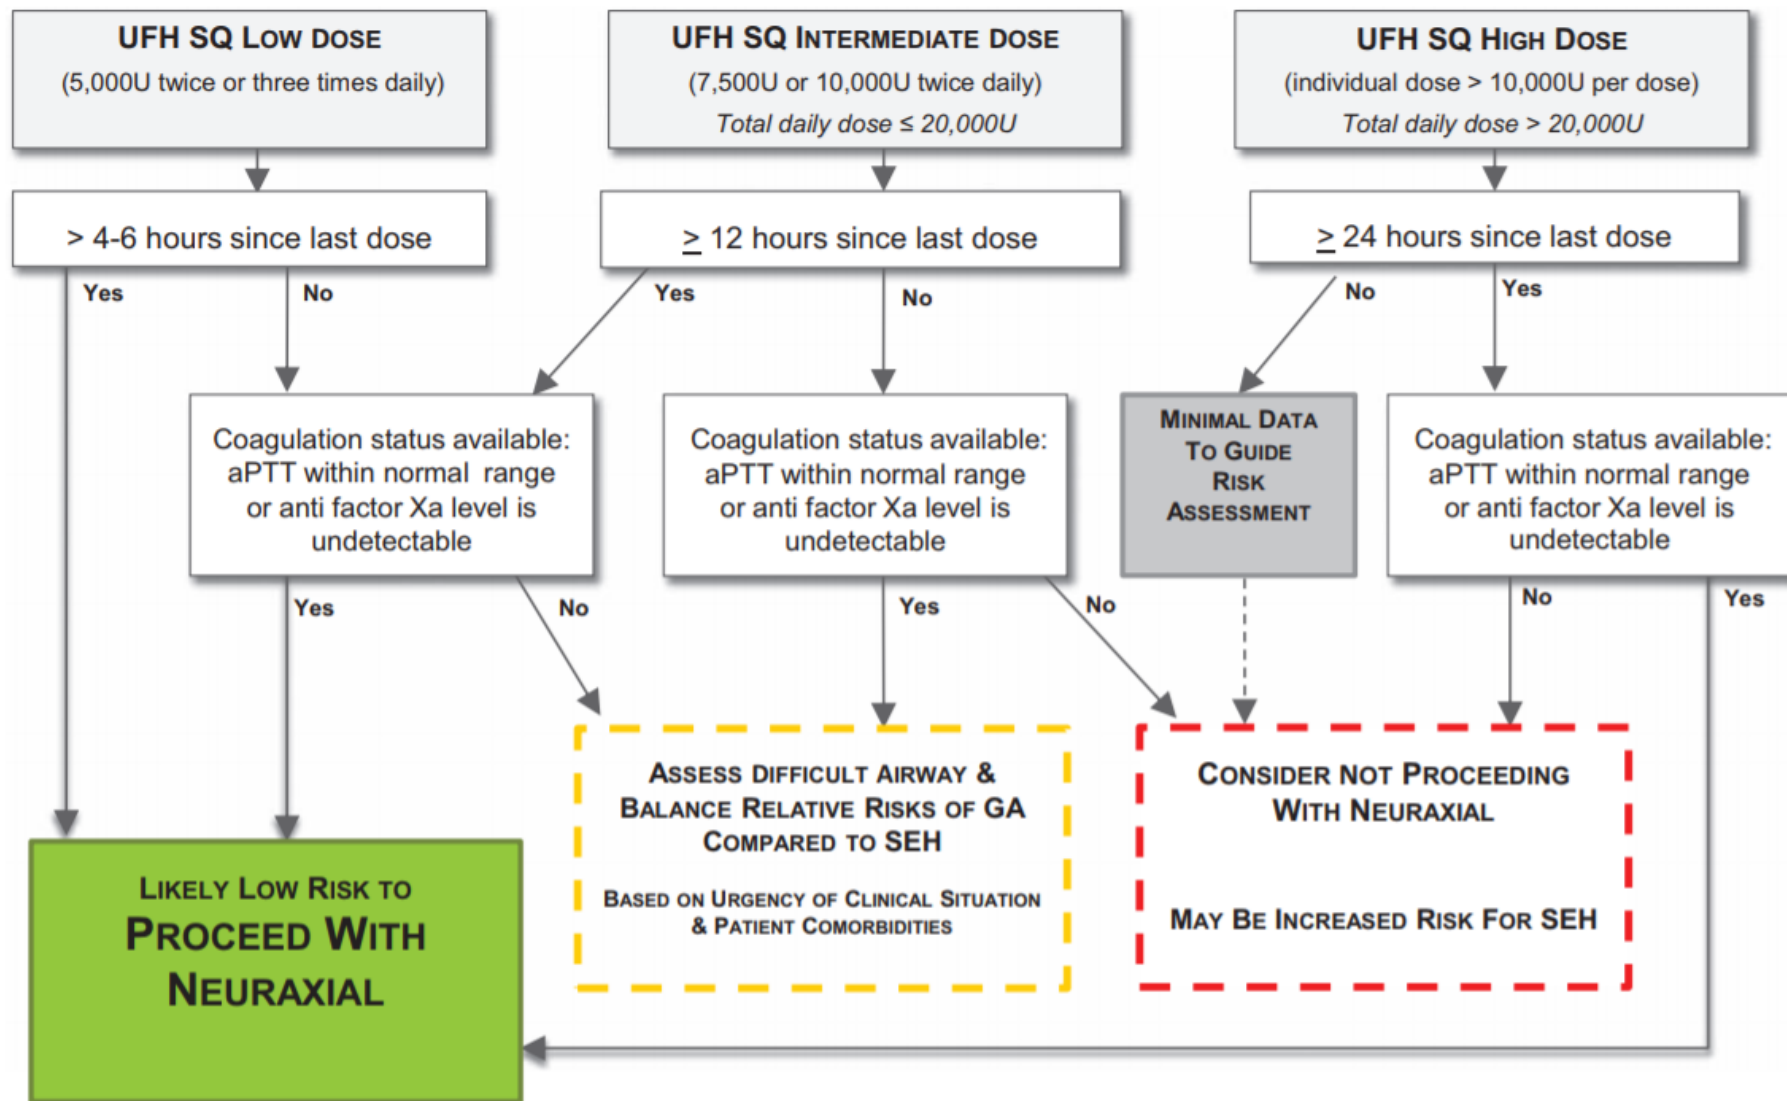 UFH SQ LOW DOSE
(5,000U twice or three times daily)
UFH SQ INTERMEDIATE DOSE
(7,500U or 10,000U twice daily)
Total daily dose ≤ 20,000U
UFH SQ HIGH DOSE
(individual dose > 10,000U per dose)
Total daily dose > 20,000U
> 4-6 hours since last dose
≥ 12 hours since last dose
≥ 24 hours since last dose
Yes
No
Yes
No
No
Yes
Coagulation status available:
aPTT within normal range
or anti factor Xa level is
undetectable
Coagulation status available:
aPTT within normal range
or anti factor Xa level is
undetectable
MINIMAL DATA
TO GUIDE
RISK
ASSESSMENT
Coagulation status available:
aPTT within normal range
or anti factor Xa level is
undetectable
Yes
No
Yes
No
No
Yes
LIKELY LOW RISK TO
PROCEED WITH
NEURAXIAL
ASSESS DIFFICULT AIRWAY &
BALANCE RELATIVE RISKS OF GA
COMPARED TO SEH
BASED ON URGENCY OF CLINICAL SITUATION
& PATIENT COMORBIDITIES
CONSIDER NOT PROCEEDING
WITH NEURAXIAL
MAY BE INCREASED RISK FOR SEH